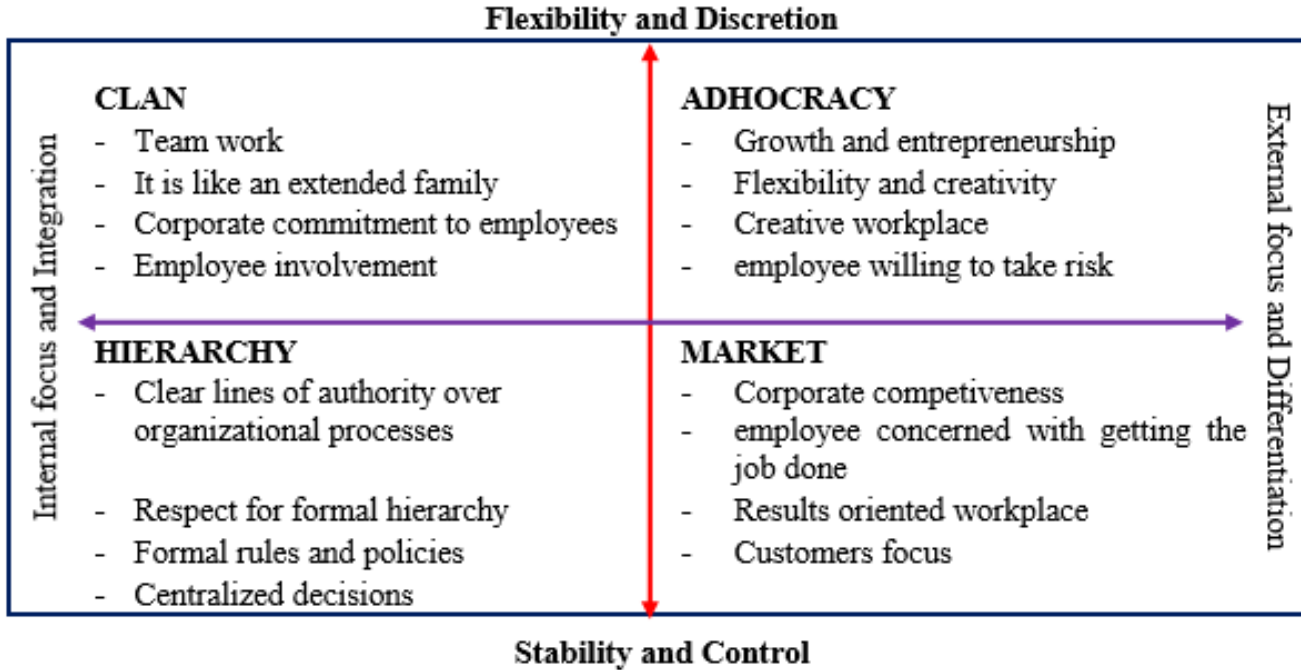 Flexibility and Discretion
Internal focus and Integration
CLAN
- Team work
- It is like an extended family
- Corporate commitment to employees
- Employee involvement
ADHOCRACY
- Growth and entrepreneurship
- Flexibility and creativity
- Creative workplace
- employee willing to take risk
External focus and Differentiation
HIERARCHY
- Clear lines of authority over
organizational processes
- Respect for formal hierarchy
- Formal rules and policies
- Centralized decisions
MARKET
- Corporate competiveness
- employee concerned with getting the
job done
- Results oriented workplace
- Customers focus
Stability and Control